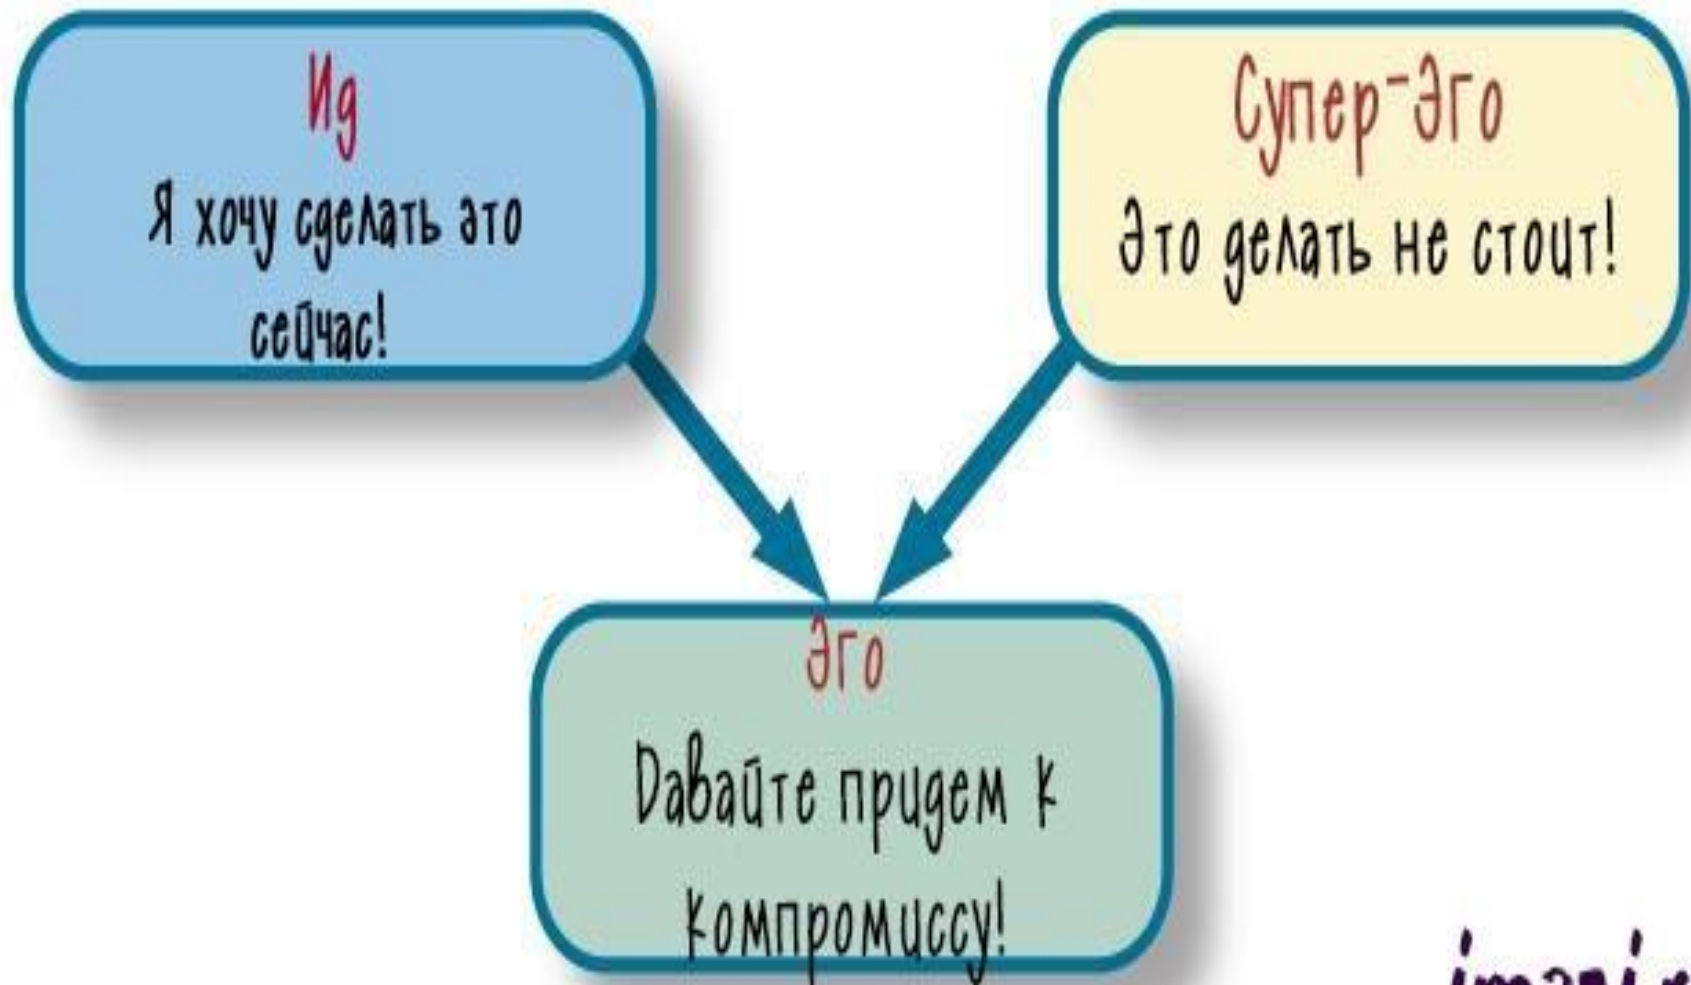 Ид
Я хочу сделать это
сейчас!
Супер-Эго
Это делать не стоит!
Эго
Давайте придем к
компромиссу!